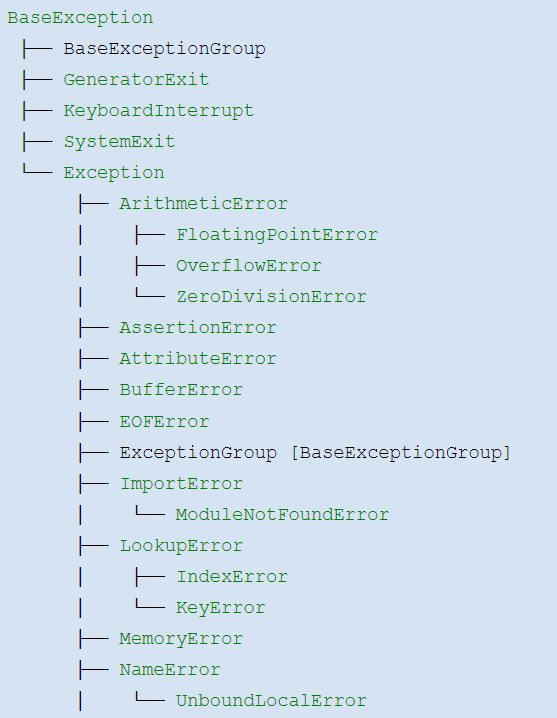 BaseException
 ├── BaseExceptionGroup
 ├── GeneratorExit
 ├── KeyboardInterrupt
 ├── SystemExit
 └── Exception
      ├── ArithmeticError
      │    ├── FloatingPointError
      │    ├── OverflowError
      │    └── ZeroDivisionError
      ├── AssertionError
      ├── AttributeError
      ├── BufferError
      ├── EOFError
      ├── ExceptionGroup [BaseExceptionGroup]
      ├── ImportError
      │    └── ModuleNotFoundError
      ├── LookupError
      │    ├── IndexError
      │    └── KeyError
      ├── MemoryError
      ├── NameError
      │    └── UnboundLocalError